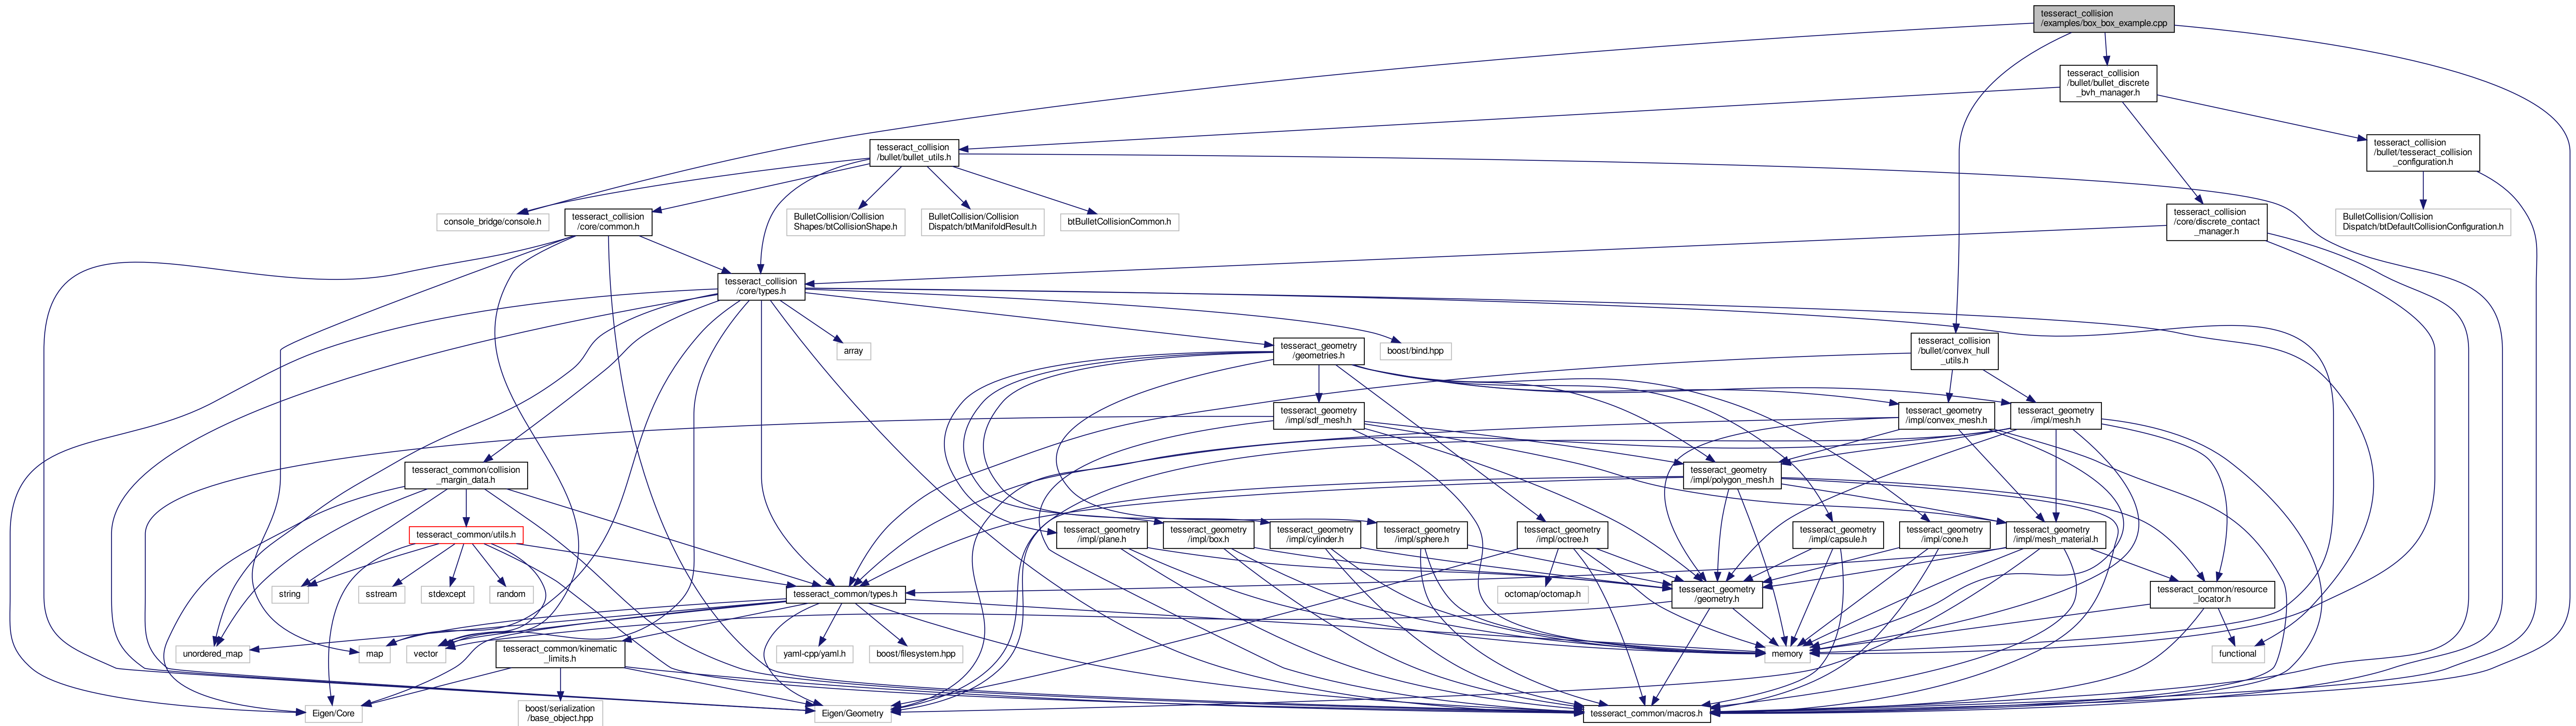 tesseract_collision
/examples/box_box_example.cpp
tesseract_collision
/bullet/bullet_discrete
_bvh_manager.h
tesseract_collision
/bullet/bullet_utils.h
tesseract_collision
/bullet/tesseract_collision
_configuration.h
console_bridge/console.h
tesseract_collision
/core/common.h
BulletCollision/Collision
Shapes/btCollisionShape.h
BulletCollision/Collision
Dispatch/btManifoldResult.h
btBulletCollisionCommon.h
tesseract_collision
/core/discrete_contact
_manager.h
BulletCollision/Collision
Dispatch/btDefaultCollisionConfiguration.h
tesseract_collision
/core/types.h
array
tesseract_geometry
/geometries.h
boost/bind.hpp
tesseract_collision
/bullet/convex_hull
_utils.h
tesseract_geometry
/impl/sdf_mesh.h
tesseract_geometry
/impl/convex_mesh.h
tesseract_geometry
/impl/mesh.h
tesseract_common/collision
_margin_data.h
tesseract_geometry
/impl/polygon_mesh.h
tesseract_common/utils.h
tesseract_geometry
/impl/plane.h
tesseract_geometry
/impl/box.h
tesseract_geometry
/impl/cylinder.h
tesseract_geometry
/impl/sphere.h
tesseract_geometry
/impl/octree.h
tesseract_geometry
/impl/capsule.h
tesseract_geometry
/impl/cone.h
tesseract_geometry
/impl/mesh_material.h
string
sstream
stdexcept
random
tesseract_common/types.h
octomap/octomap.h
tesseract_geometry
/geometry.h
tesseract_common/resource
_locator.h
unordered_map
map
vector
tesseract_common/kinematic
_limits.h
yaml-cpp/yaml.h
boost/filesystem.hpp
memory
functional
Eigen/Core
boost/serialization
/base_object.hpp
Eigen/Geometry
tesseract_common/macros.h